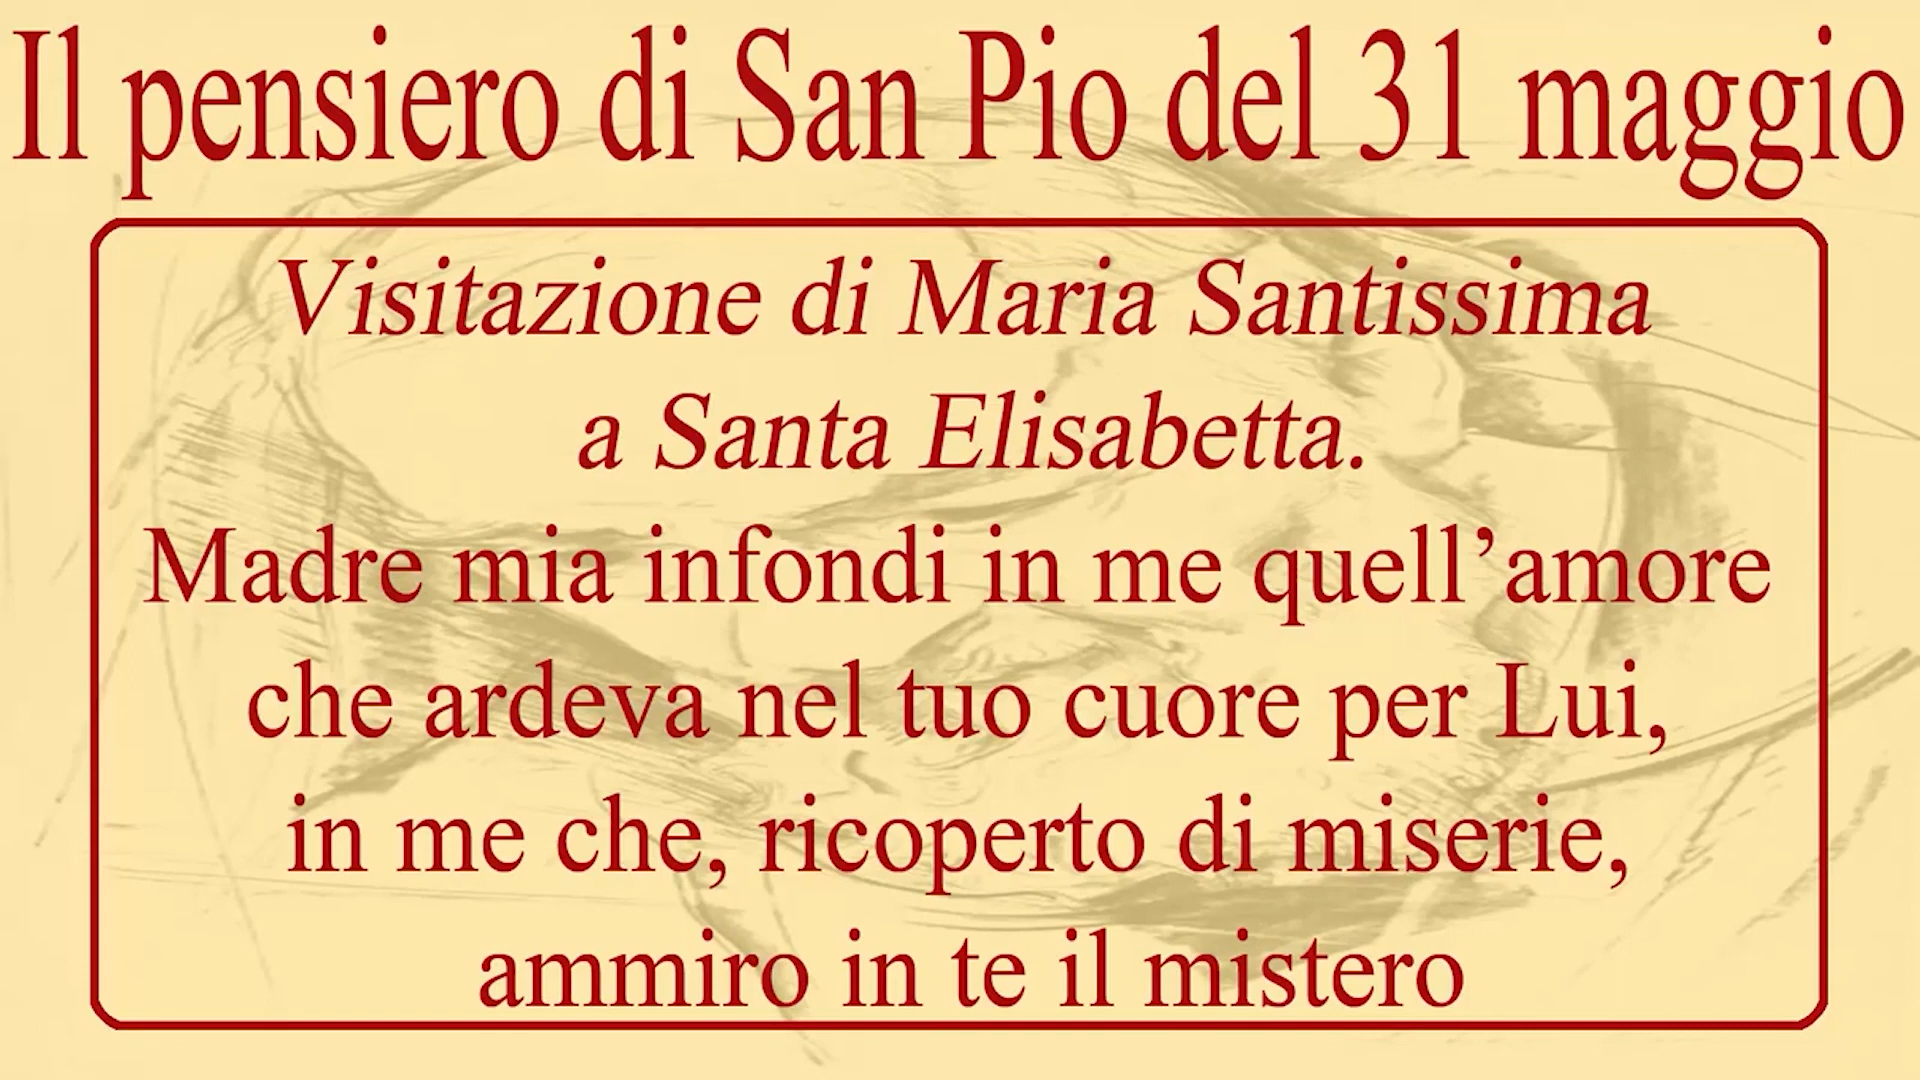 Il pensiero di San Pio del 31 maggio
Visitazione di Maria Santissima
a Santa Elisabetta.
Madre mia infondi in me quell’amore
che ardeva nel tuo cuore per Lui,
in me che, ricoperto di miserie,
ammiro in te il mistero